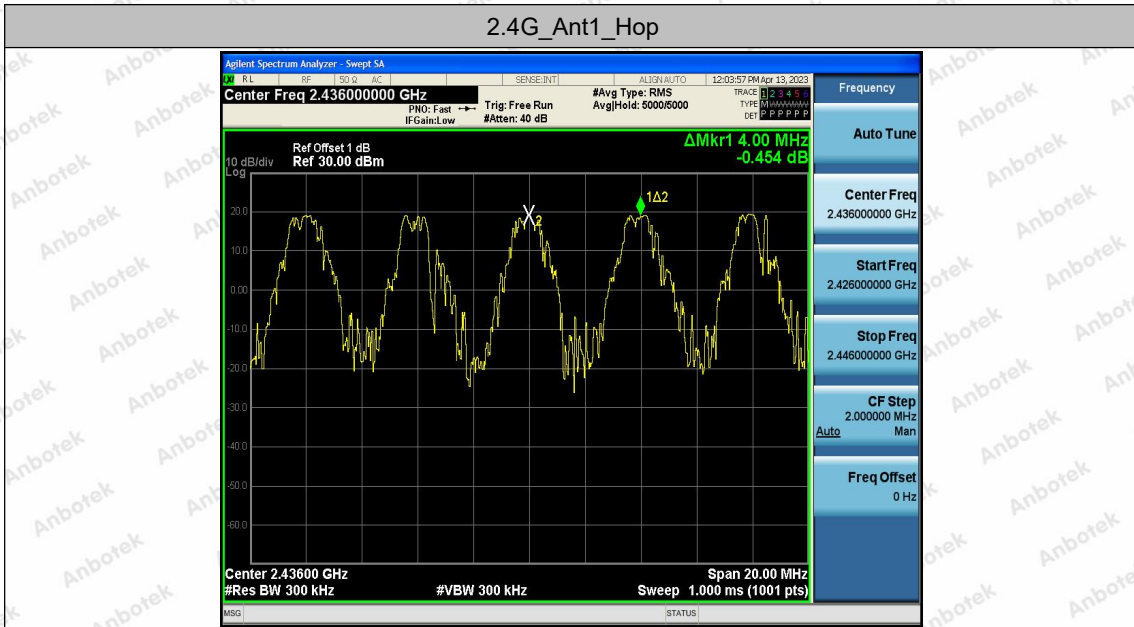 2.4G_Ant1_Hop
Agilent Spectrum Analyzer - Swept SA
LXI RL RF 50 Ω AC SENSE:INT ALIGN AUTO 12:03:57 PM Apr 13, 2023
Center Freq 2.436000000 GHz
PNO: Fast
IFGain:Low
Trig: Free Run
#Atten: 40 dB
#Avg Type: RMS
Avg|Hold: 5000/5000
TRACE 1 2 3 4 5 6
TYPE M
DET P P P P P P
ΔMkr1 4.00 MHz
-0.454 dB
Ref Offset 1 dB
10 dB/div Ref 30.00 dBm
Log
1Δ2
2
20.0
10.0
0.00
-10.0
-20.0
-30.0
-40.0
-50.0
-60.0
Center 2.43600 GHz Span 20.00 MHz
#Res BW 300 kHz #VBW 300 kHz Sweep 1.000 ms (1001 pts)
MSG STATUS
Frequency
Auto Tune
Center Freq
2.436000000 GHz
Start Freq
2.426000000 GHz
Stop Freq
2.446000000 GHz
CF Step
2.000000 MHz
Auto Man
Freq Offset
0 Hz
Anbotek